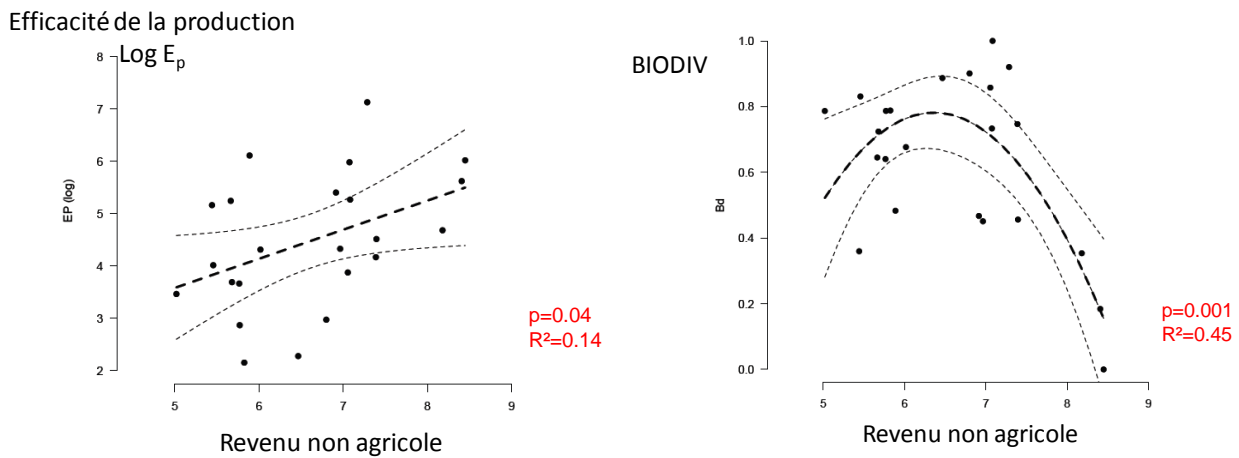 Efficacité de la production
Log Ep
EP (log)
8
7
6
5
4
3
2
5
6
7
8
9
Revenu non agricole
p=0.04
R²=0.14
BIODIV
Bd
1.0
0.8
0.6
0.4
0.2
0.0
5
6
7
8
9
Revenu non agricole
p=0.001
R²=0.45